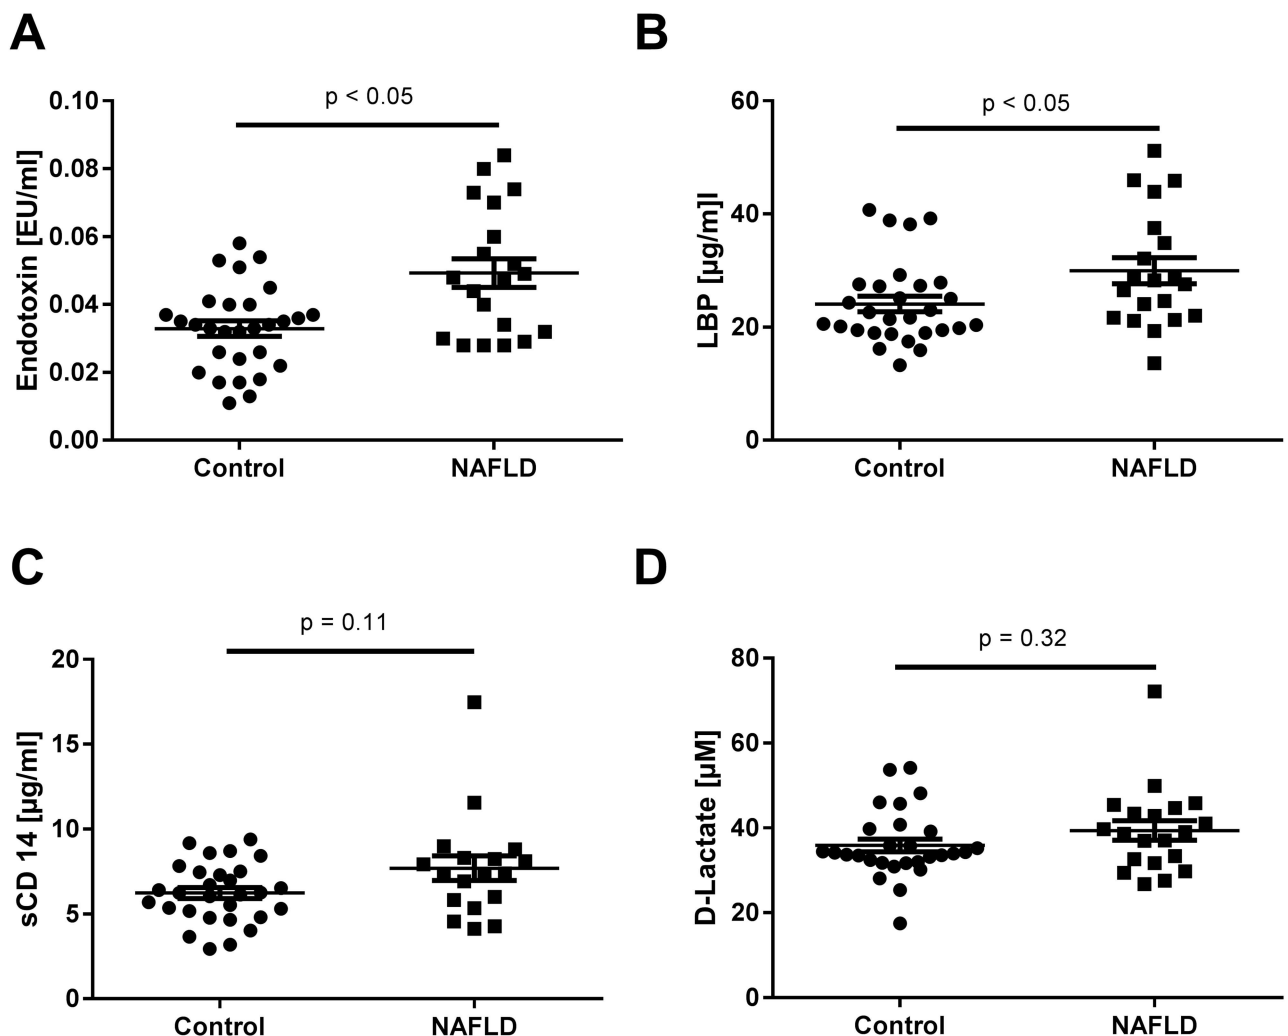 A
p < 0.05
Endotoxin [EU/ml]
0.10
0.08
0.06
0.04
0.02
0.00
Control NAFLD
B
p < 0.05
LBP [µg/m]l
60
40
20
0
Control NAFLD
C
p = 0.11
sCD 14 [µg/ml]
20
15
10
5
0
Control NAFLD
D
p = 0.32
D-Lactate [µM]
80
60
40
20
0
Control NAFLD